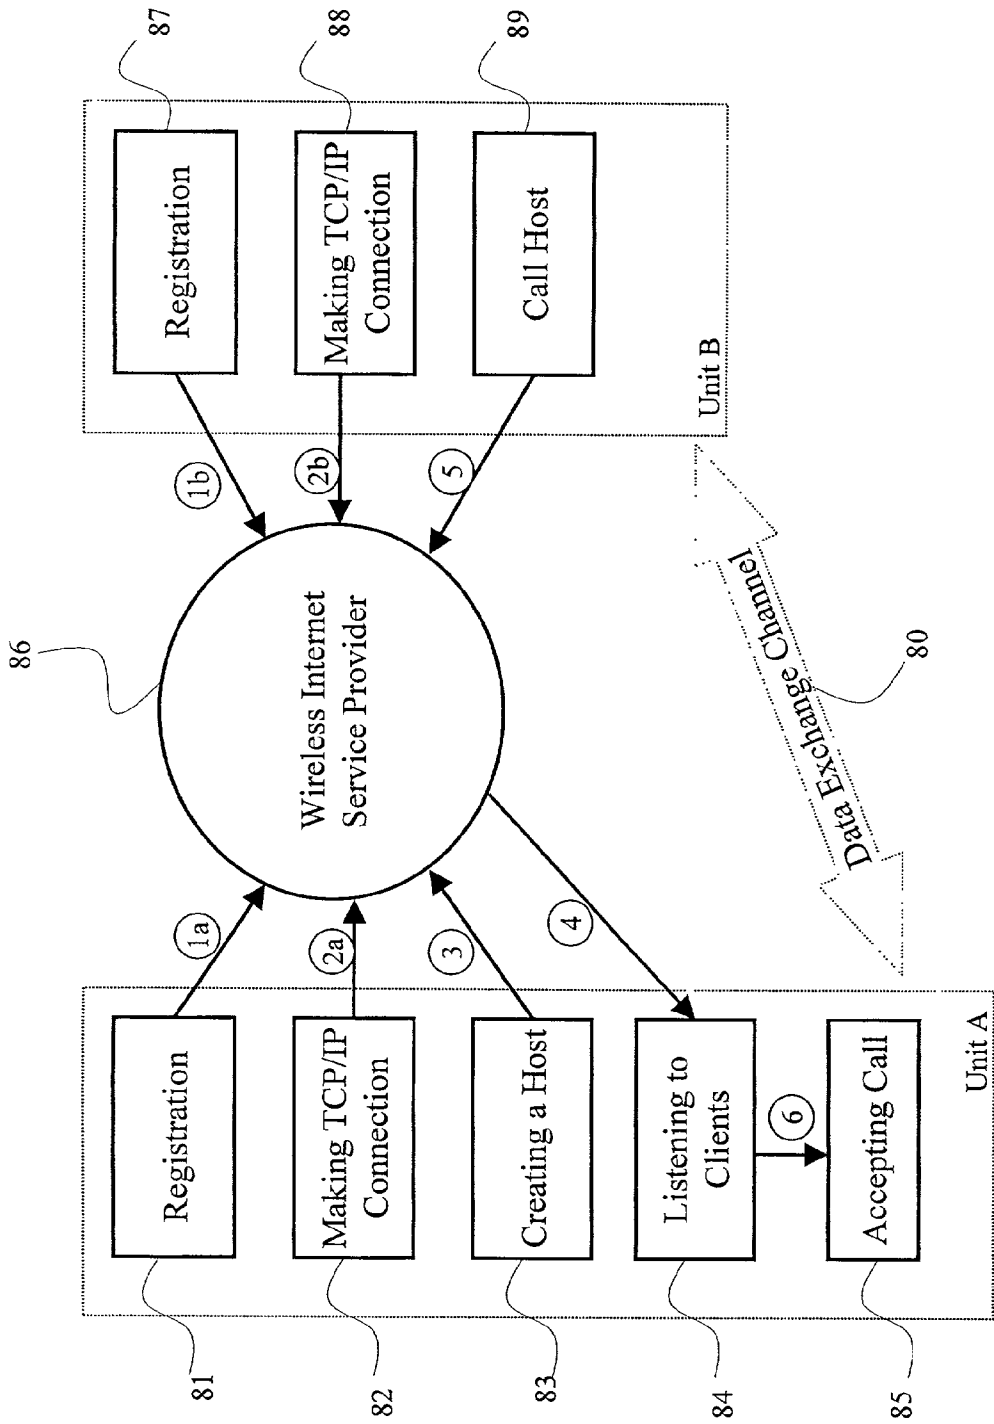 86
87
88
89
Registration
Making TCP/IP
Connection
Call Host
Unit B
1b
2b
5
Wireless Internet
Service Provider
1a
2a
3
4
6
Data Exchange Channel
80
Registration
Making TCP/IP
Connection
Creating a Host
Listening to
Clients
Accepting Call
Unit A
81
82
83
84
85